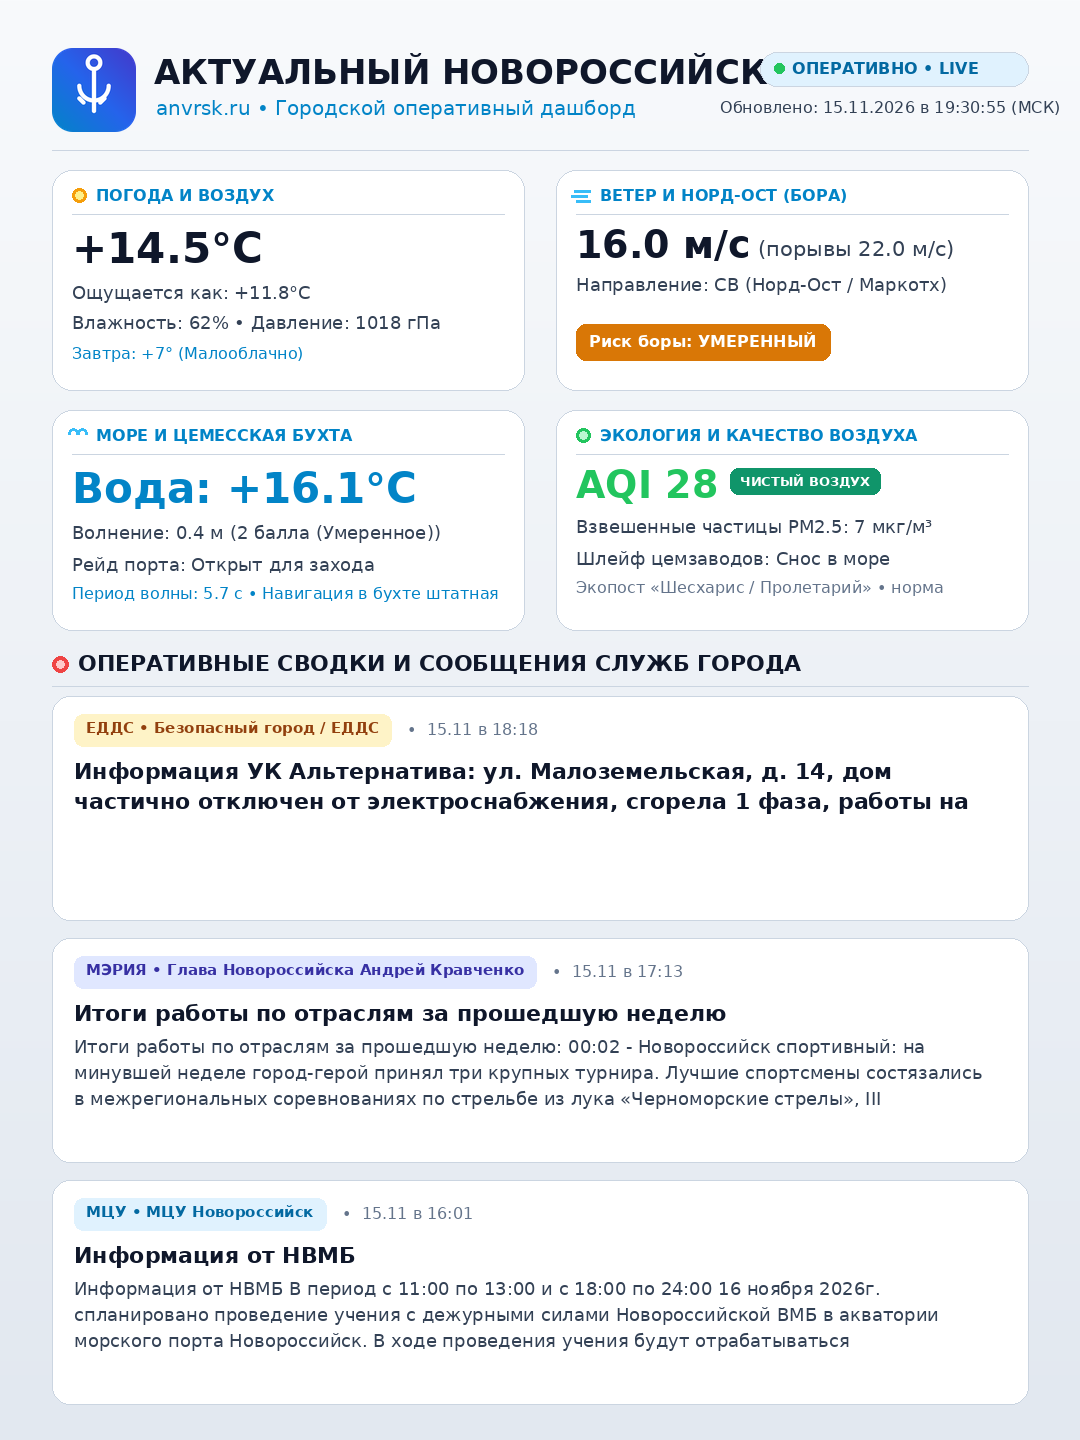 АКТУАЛЬНЫЙ НОВОРОССИЙСК
ОПЕРАТИВНО • LIVE
anvrsk.ru • Городской оперативный дашборд
Обновлено: 15.11.2026 в 19:30:55 (МСК)
ПОГОДА И ВОЗДУХ
+14.5°C
Ощущается как: +11.8°C
Влажность: 62% • Давление: 1018 гПа
Завтра: +7° (Малооблачно)
ВЕТЕР И НОРД-ОСТ (БОРА)
16.0 м/с (порывы 22.0 м/с)
Направление: СВ (Норд-Ост / Маркотх)
Риск боры: УМЕРЕННЫЙ
МОРЕ И ЦЕМЕССКАЯ БУХТА
Вода: +16.1°C
Волнение: 0.4 м (2 балла (Умеренное))
Рейд порта: Открыт для захода
Период волны: 5.7 с • Навигация в бухте штатная
ЭКОЛОГИЯ И КАЧЕСТВО ВОЗДУХА
AQI 28 ЧИСТЫЙ ВОЗДУХ
Взвешенные частицы PM2.5: 7 мкг/м³
Шлейф цемзаводов: Снос в море
Экопост «Шесхарис / Пролетарий» • норма
ОПЕРАТИВНЫЕ СВОДКИ И СООБЩЕНИЯ СЛУЖБ ГОРОДА
ЕДДС • Безопасный город / ЕДДС • 15.11 в 18:18
Информация УК Альтернатива: ул. Малоземельская, д. 14, дом
частично отключен от электроснабжения, сгорела 1 фаза, работы на
МЭРИЯ • Глава Новороссийска Андрей Кравченко • 15.11 в 17:13
Итоги работы по отраслям за прошедшую неделю
Итоги работы по отраслям за прошедшую неделю: 00:02 - Новороссийск спортивный: на
минувшей неделе город-герой принял три крупных турнира. Лучшие спортсмены состязались
в межрегиональных соревнованиях по стрельбе из лука «Черноморские стрелы», III
МЦУ • МЦУ Новороссийск • 15.11 в 16:01
Информация от НВМБ
Информация от НВМБ В период с 11:00 по 13:00 и с 18:00 по 24:00 16 ноября 2026г.
спланировано проведение учения с дежурными силами Новороссийской ВМБ в акватории
морского порта Новороссийск. В ходе проведения учения будут отрабатываться